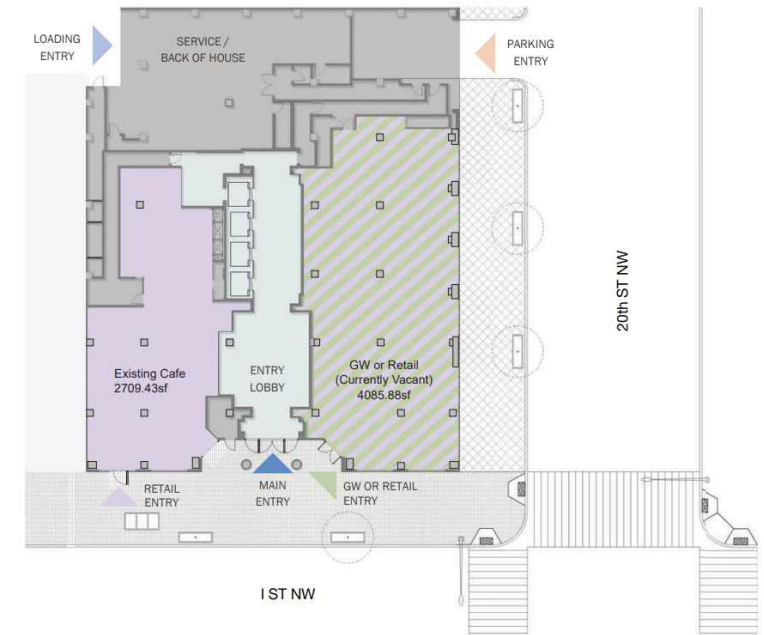 LOADING
ENTRY
SERVICE /
BACK OF HOUSE
PARKING
ENTRY
20th ST NW
Existing Cafe
2709.43sf
ENTRY
LOBBY
GW or Retail
(Currently Vacant)
4085.88sf
RETAIL
ENTRY
MAIN
ENTRY
GW OR RETAIL
ENTRY
I ST NW